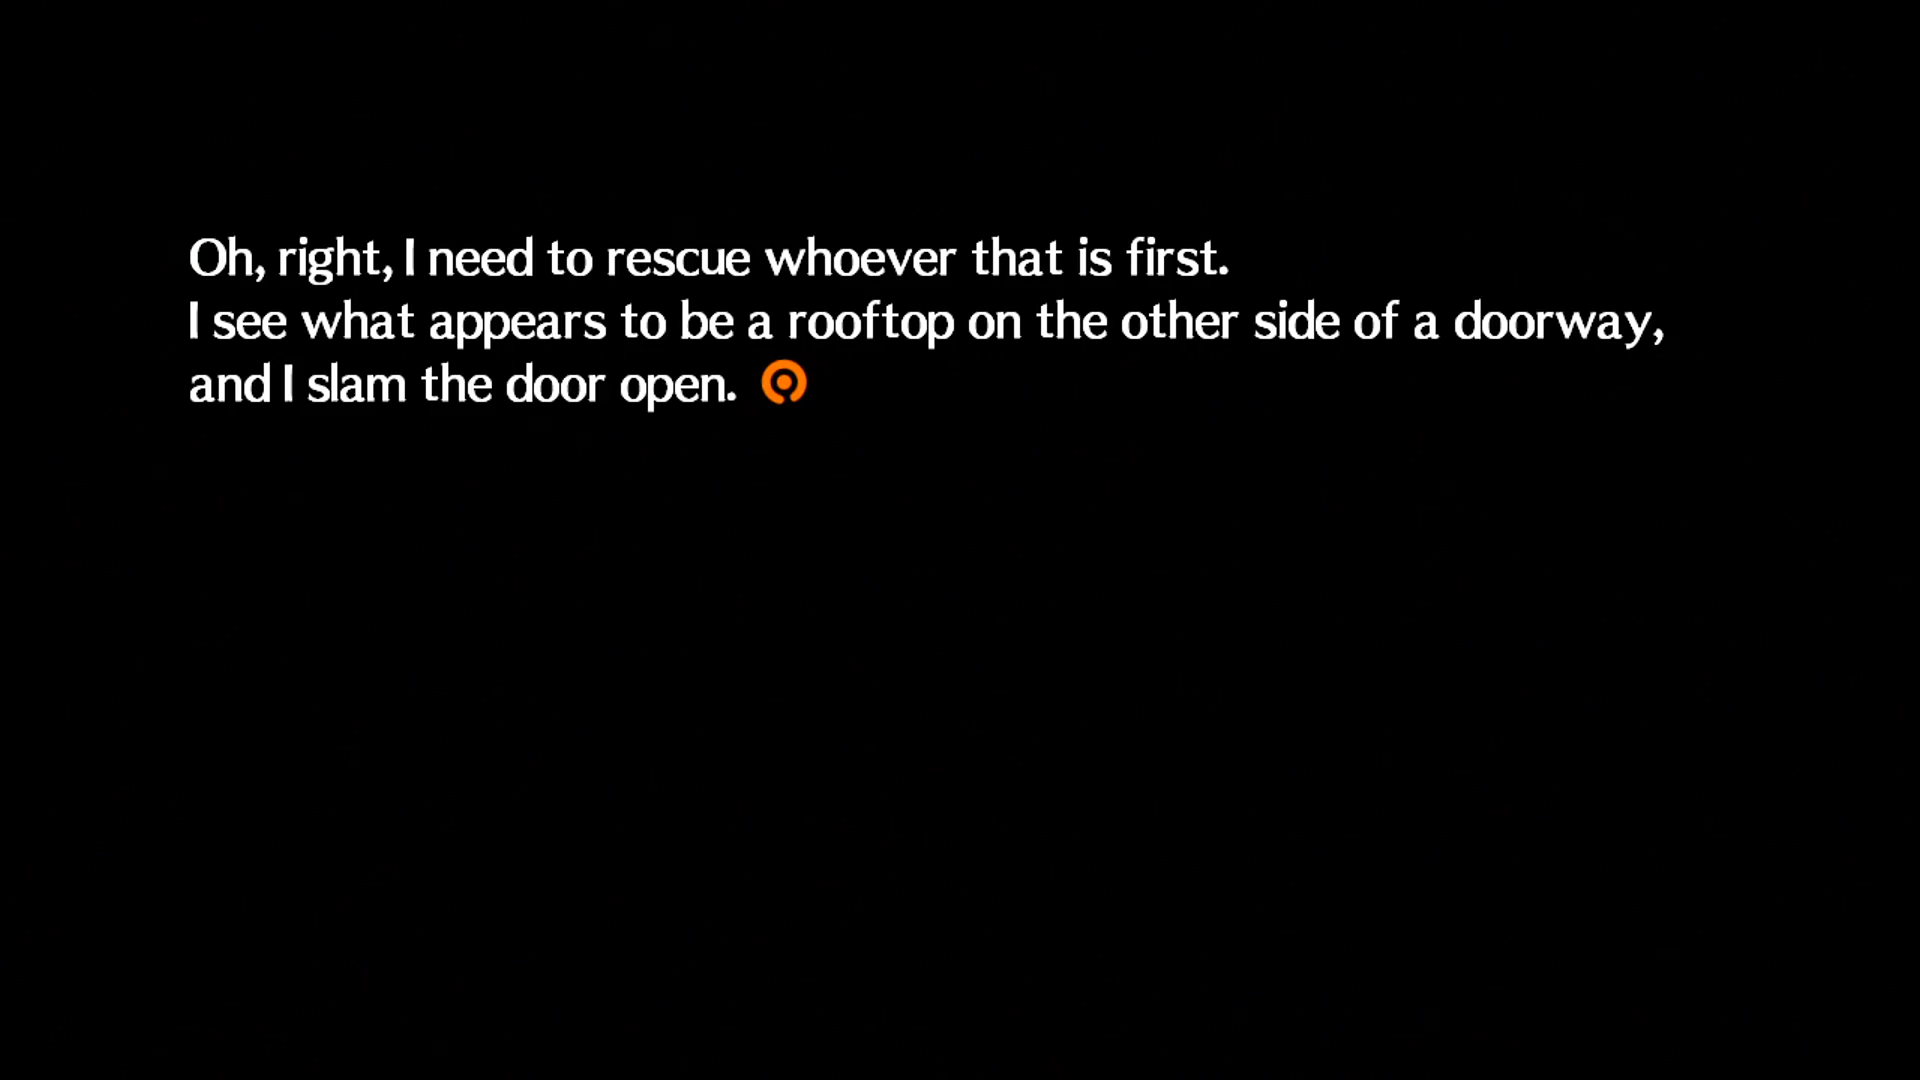 Oh, right, I need to rescue whoever that is first.
I see what appears to be a rooftop on the other side of a doorway,
and I slam the door open.